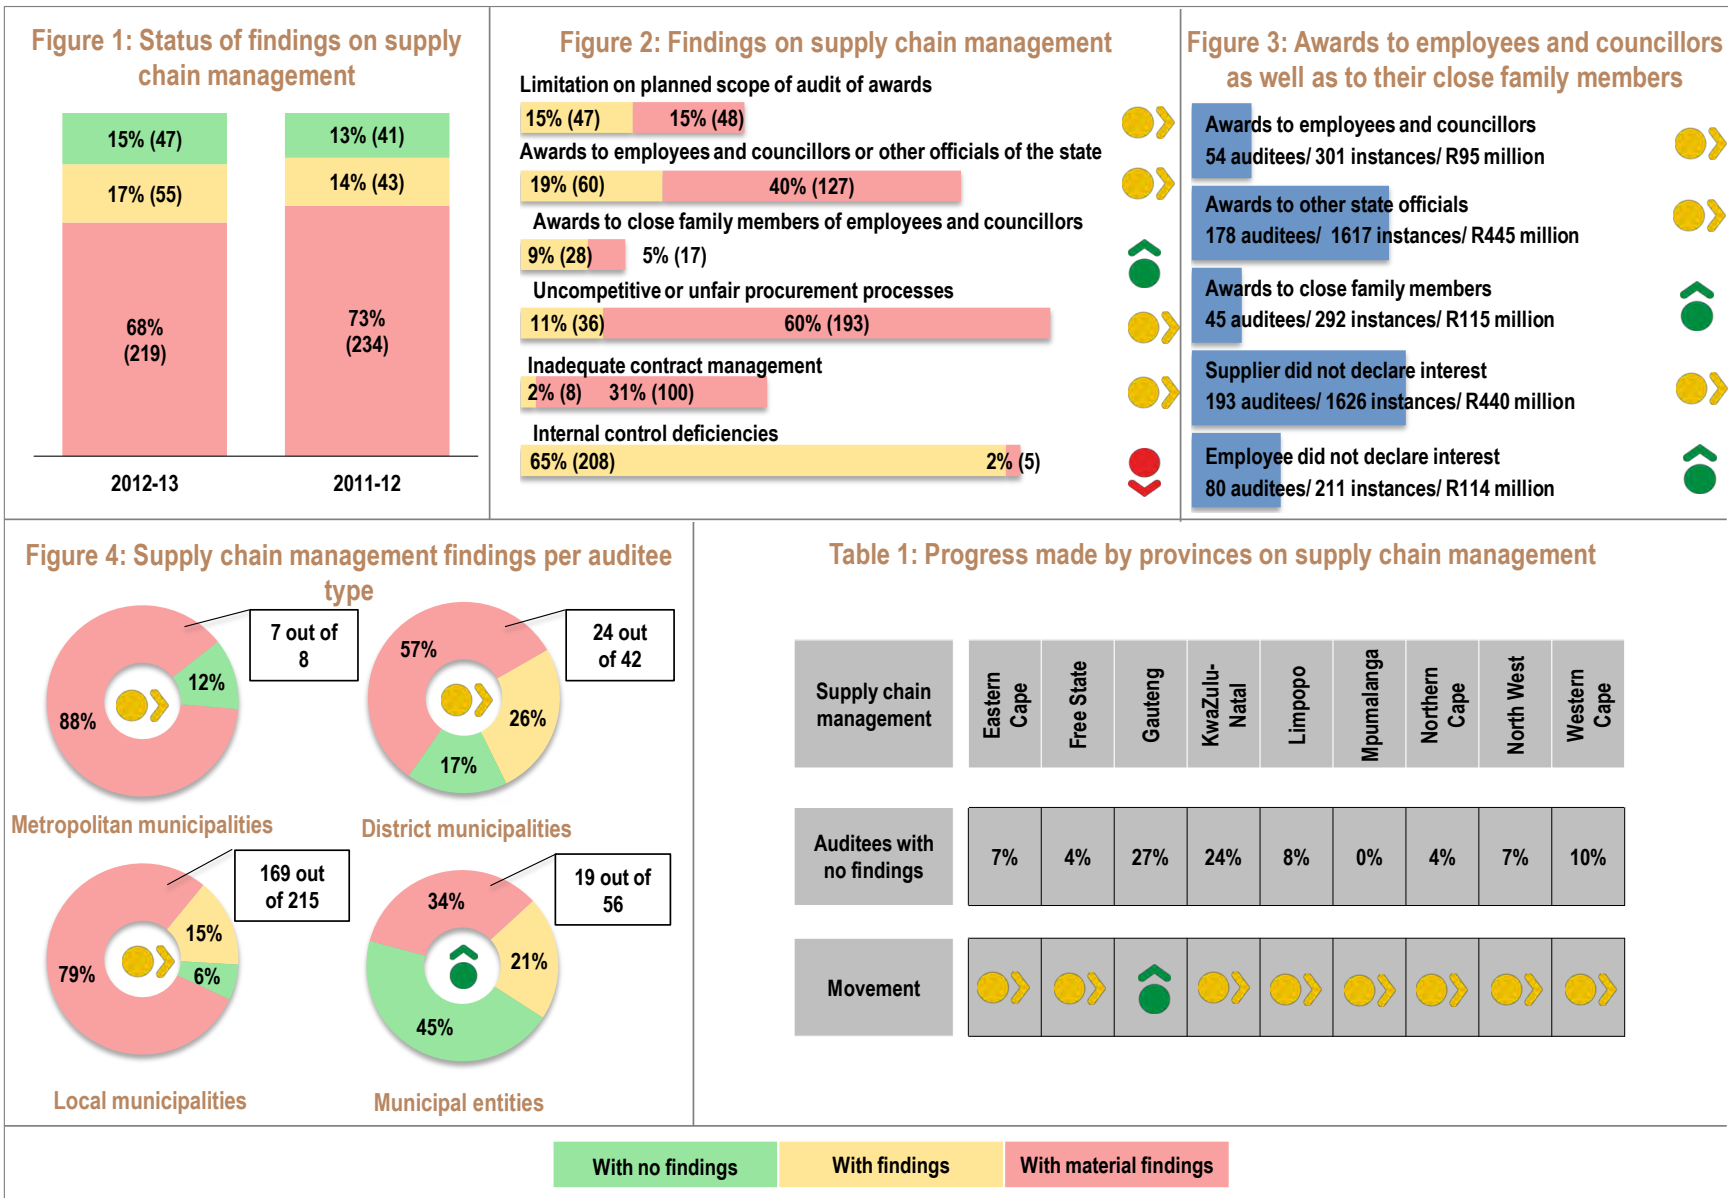 Figure 1: Status of findings on supply
chain management
15% (47)
17% (55)
68%
(219)
13% (41)
14% (43)
73%
(234)
2012-13
2011-12
Figure 2: Findings on supply chain management
Limitation on planned scope of audit of awards
15% (47)
15% (48)
Awards to employees and councillors or other officials of the state
19% (60)
40% (127)
Awards to close family members of employees and councillors
9% (28)
5% (17)
Uncompetitive or unfair procurement processes
11% (36)
60% (193)
Inadequate contract management
2% (8)
31% (100)
Internal control deficiencies
65% (208)
2% (5)
Figure 3: Awards to employees and councillors
as well as to their close family members
Awards to employees and councillors
54 auditees/ 301 instances/ R95 million
Awards to other state officials
178 auditees/ 1617 instances/ R445 million
Awards to close family members
45 auditees/ 292 instances/ R115 million
Supplier did not declare interest
193 auditees/ 1626 instances/ R440 million
Employee did not declare interest
80 auditees/ 211 instances/ R114 million
Figure 4: Supply chain management findings per auditee
type
7 out of
8
12%
88%
Metropolitan municipalities
24 out
of 42
57%
26%
17%
District municipalities
169 out
of 215
15%
79%
6%
Local municipalities
19 out of
56
34%
21%
45%
Municipal entities
Table 1: Progress made by provinces on supply chain management
Supply chain
management
Eastern
Cape
Free State
Gauteng
KwaZulu-
Natal
Limpopo
Mpumalanga
Northern
Cape
North West
Western
Cape
Auditees with
no findings
7%
4%
27%
24%
8%
0%
4%
7%
10%
Movement
With no findings
With findings
With material findings